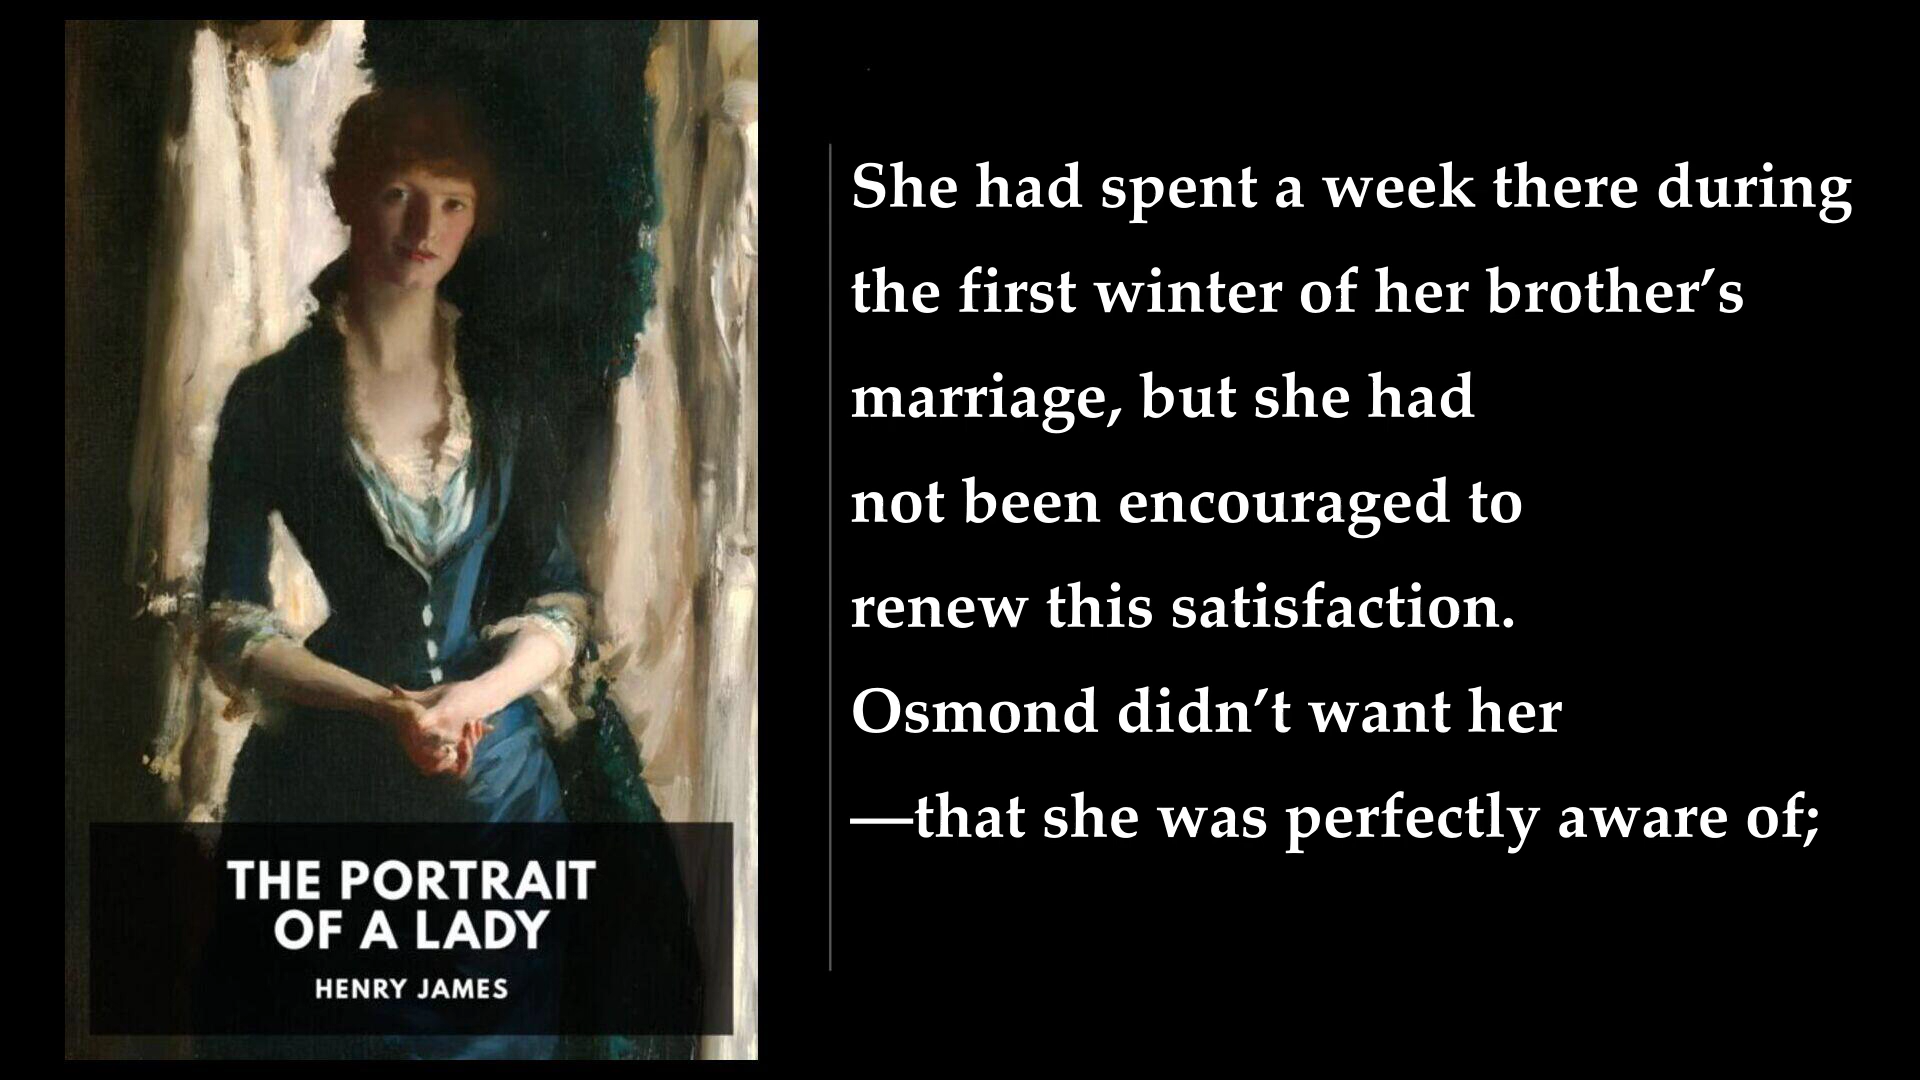 She had spent a week there during
the first winter of her brother’s
marriage, but she had
not been encouraged to
renew this satisfaction.
Osmond didn’t want her
—that she was perfectly aware of;
THE PORTRAIT
OF A LADY
HENRY JAMES